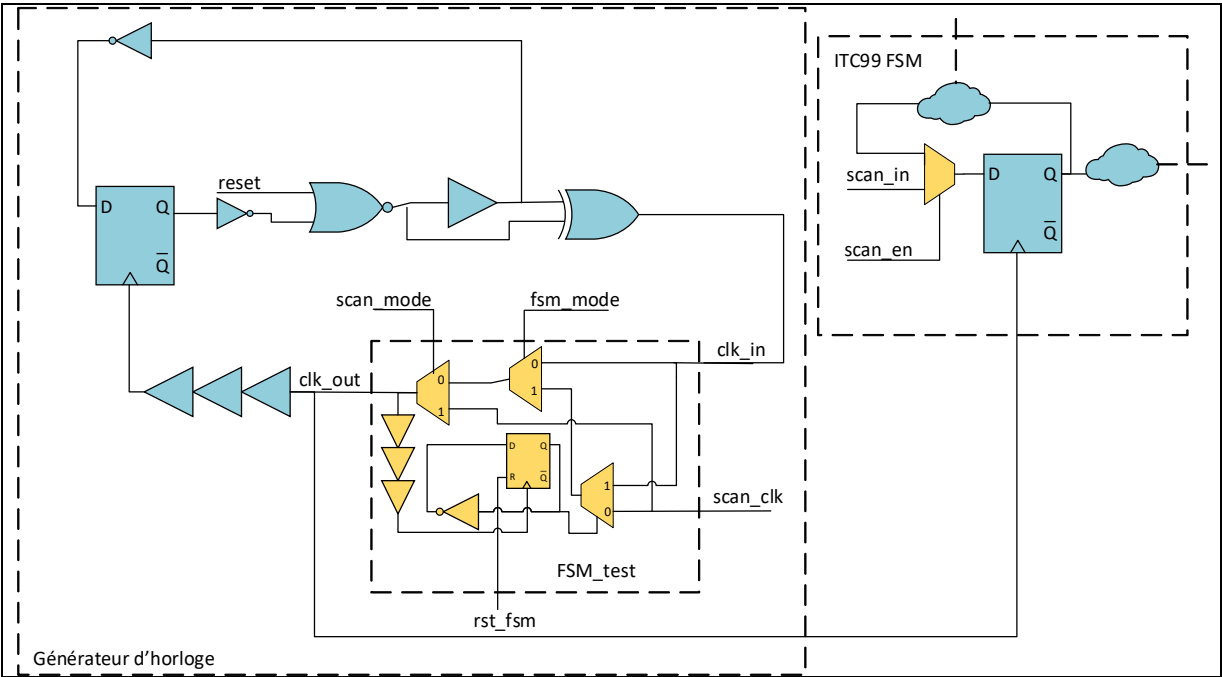 ITC99 FSM
scan_in
D
Q
Q
scan_en
reset
D
Q
Q
scan_mode
fsm_mode
clk_in
0
1
0
1
clk_out
D
Q
R
Q
1
0
scan_clk
FSM_test
rst_fsm
Générateur d’horloge